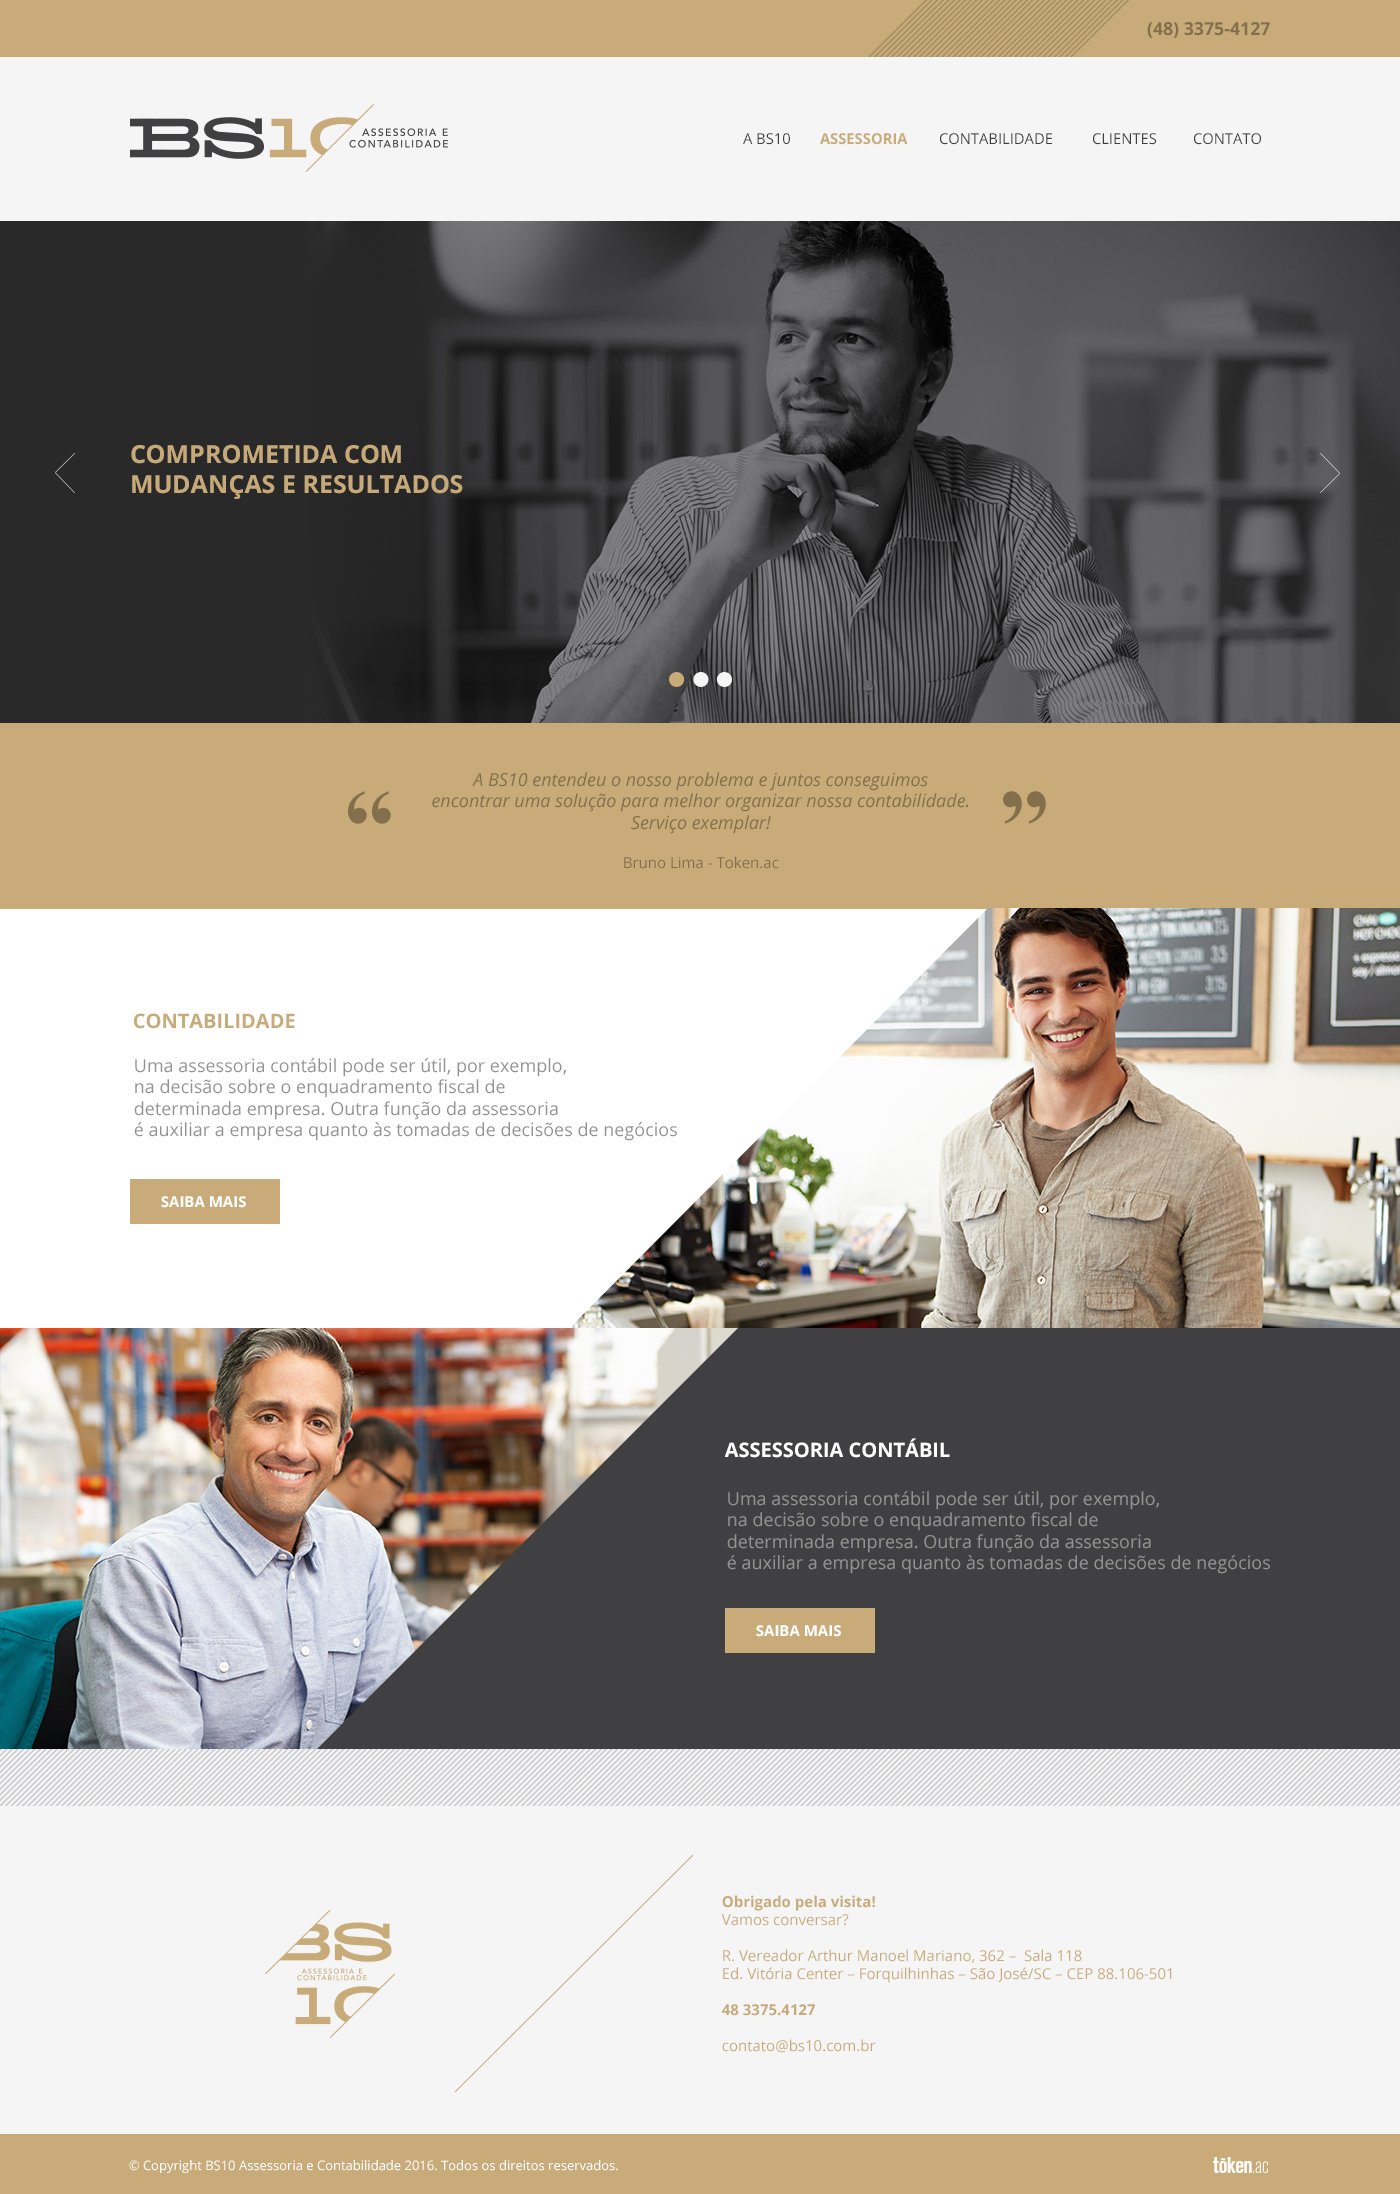 (48) 3375-4127
BS10 ASSESSORIA E
CONTABILIDADE
A BS10 ASSESSORIA CONTABILIDADE CLIENTES CONTATO
COMPROMETIDA COM
MUDANÇAS E RESULTADOS
“ A BS10 entendeu o nosso problema e juntos conseguimos
encontrar uma solução para melhor organizar nossa contabilidade.
Serviço exemplar! ”
Bruno Lima - Token.ac
CONTABILIDADE
Uma assessoria contábil pode ser útil, por exemplo,
na decisão sobre o enquadramento fiscal de
determinada empresa. Outra função da assessoria
é auxiliar a empresa quanto às tomadas de decisões de negócios
SAIBA MAIS
HOT CHOC
ASSESSORIA CONTÁBIL
Uma assessoria contábil pode ser útil, por exemplo,
na decisão sobre o enquadramento fiscal de
determinada empresa. Outra função da assessoria
é auxiliar a empresa quanto às tomadas de decisões de negócios
SAIBA MAIS
BS
ASSESSORIA E
CONTABILIDADE
10
Obrigado pela visita!
Vamos conversar?
R. Vereador Arthur Manoel Mariano, 362 – Sala 118
Ed. Vitória Center – Forquilhinhas – São José/SC – CEP 88.106-501
48 3375.4127
contato@bs10.com.br
© Copyright BS10 Assessoria e Contabilidade 2016. Todos os direitos reservados.
tōken.ac